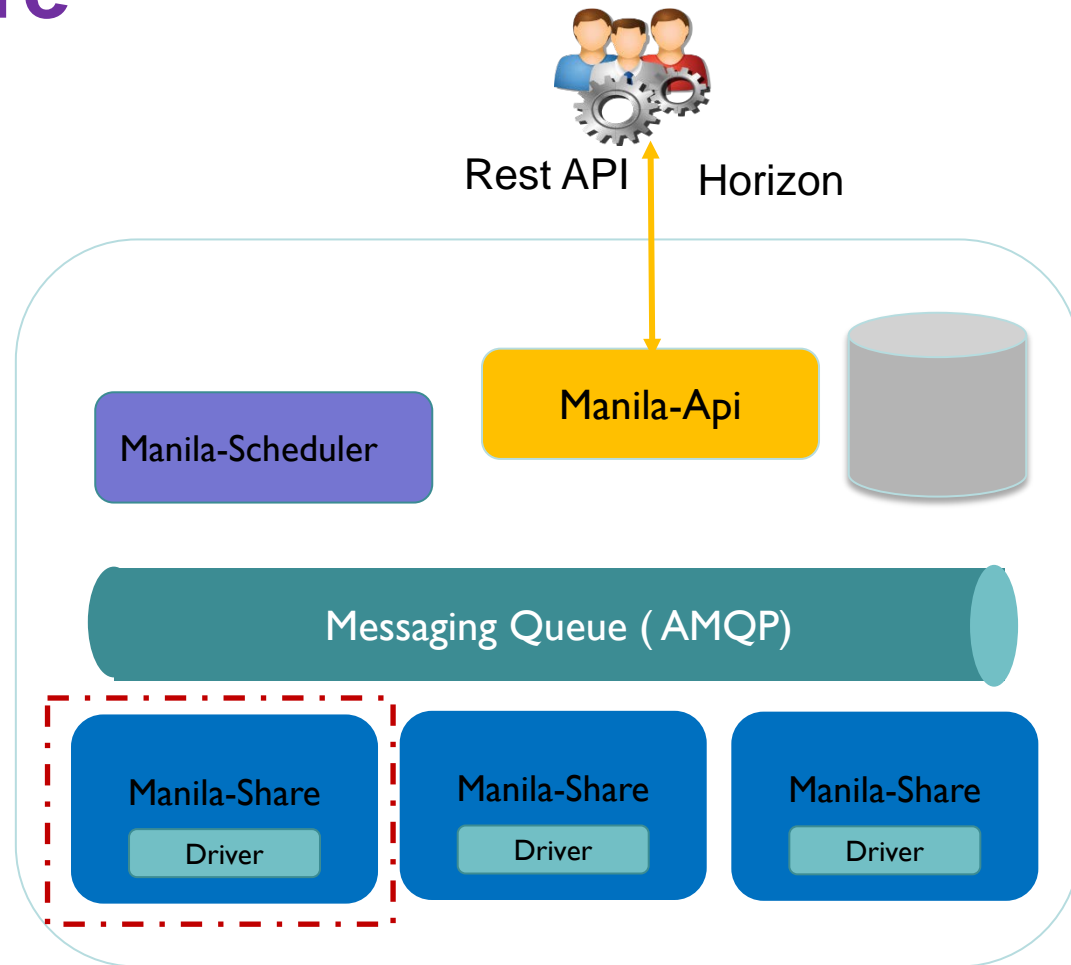 Rest API
Horizon
Manila-Api
Manila-Scheduler
Messaging Queue ( AMQP)
Manila-Share
Driver
Manila-Share
Driver
Manila-Share
Driver